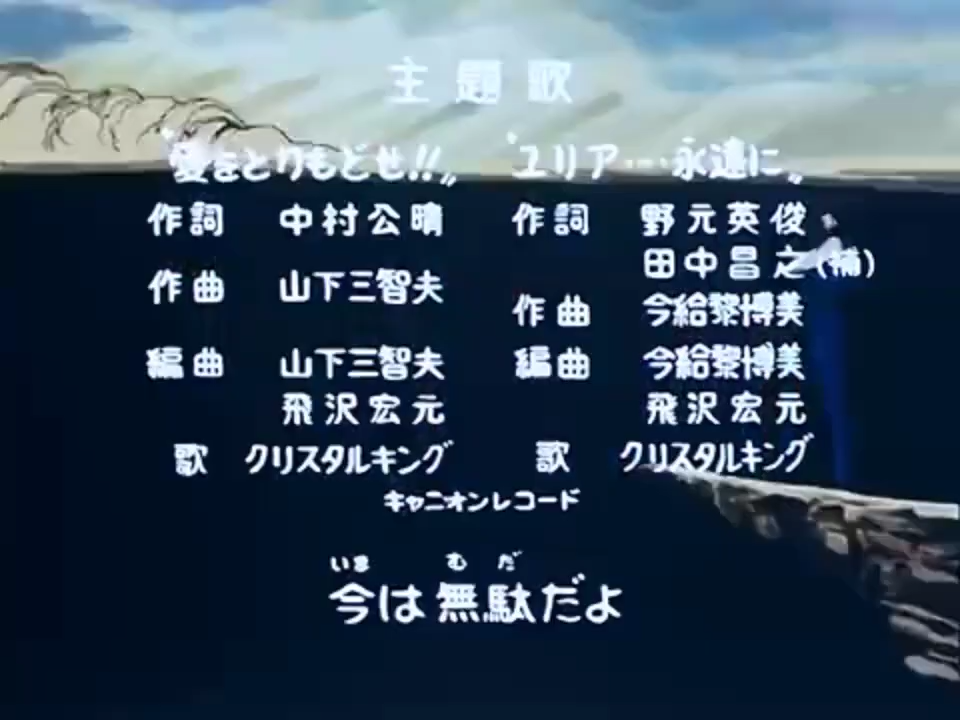 主題歌
"愛をとりもどせ!!" "ユリア…永遠に"
作詞 中村公晴 作詞 野元英俊
田中昌之(補)
作曲 山下三智夫 作曲 今給黎博美
編曲 山下三智夫 編曲 今給黎博美
飛沢宏元 飛沢宏元
歌 クリスタルキング 歌 クリスタルキング
キャニオンレコード
いま むだ
今は無駄だよ